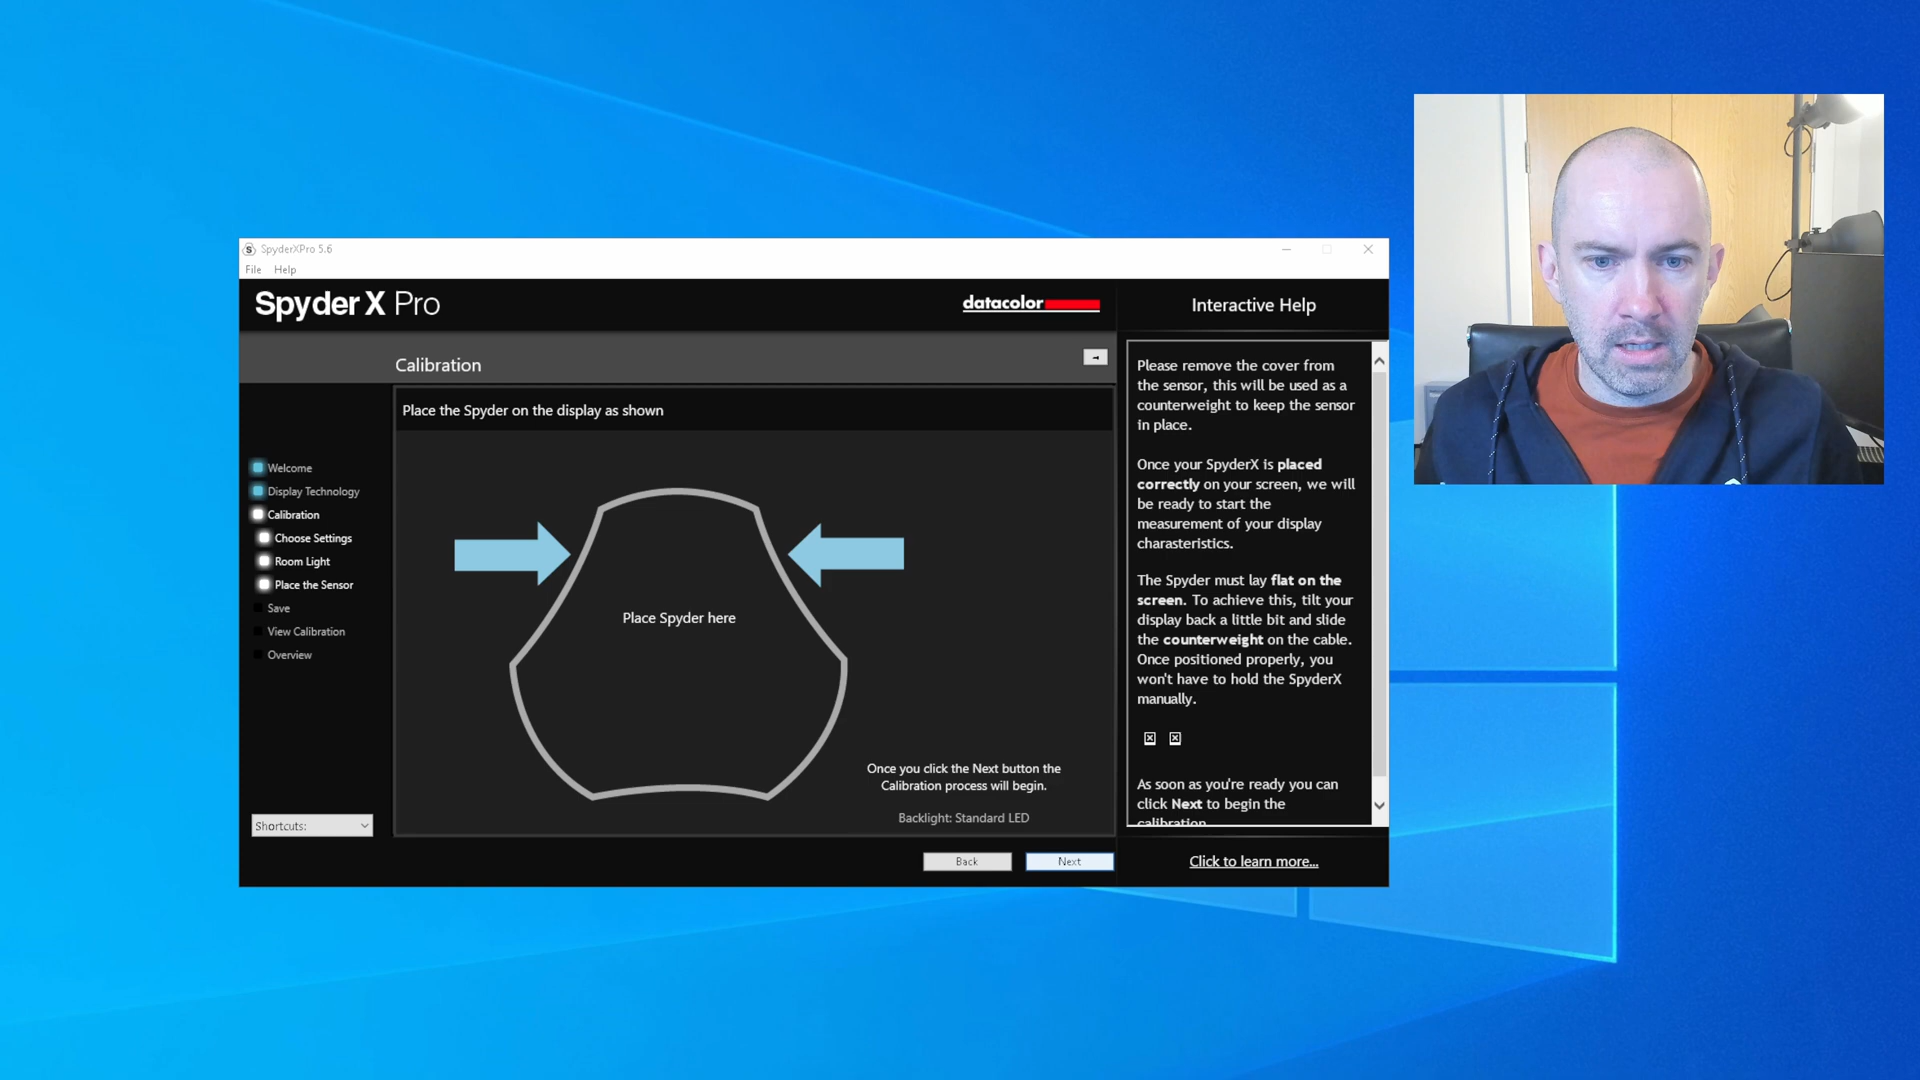 SpyderXPro 5.6
File Help
Spyder X Pro
datacolor
Interactive Help
Calibration
Place the Spyder on the display as shown
Welcome
Display Technology
Calibration
Choose Settings
Room Light
Place the Sensor
Save
View Calibration
Overview
Shortcuts:
Place Spyder here
Once you click the Next button the
Calibration process will begin.
Backlight: Standard LED
Back
Next
Please remove the cover from
the sensor, this will be used as a
counterweight to keep the sensor
in place.
Once your SpyderX is placed
correctly on your screen, we will
be ready to start the
measurement of your display
charasteristics.
The Spyder must lay flat on the
screen. To achieve this, tilt your
display back a little bit and slide
the counterweight on the cable.
Once positioned properly, you
won't have to hold the SpyderX
manually.
As soon as you're ready you can
click Next to begin the
calibration
Click to learn more...